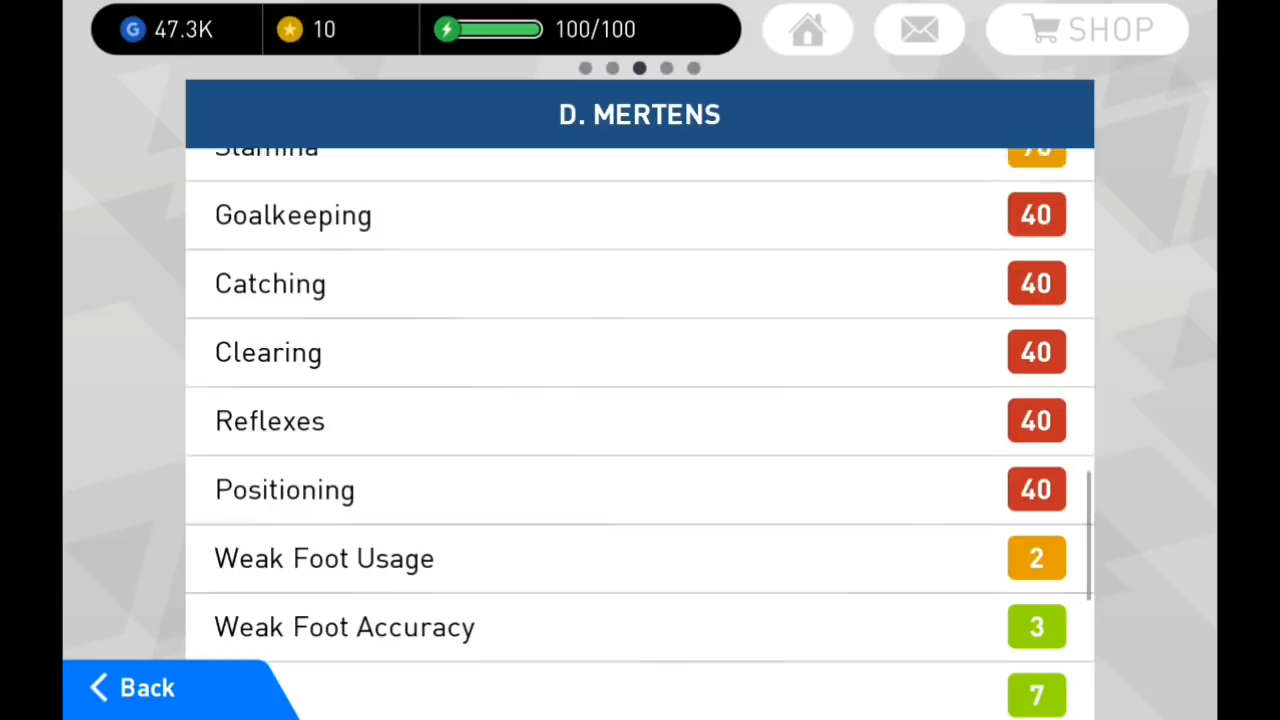 G 47.3K 10 100/100 SHOP
D. MERTENS
Stamina
Goalkeeping 40
Catching 40
Clearing 40
Reflexes 40
Positioning 40
Weak Foot Usage 2
Weak Foot Accuracy 3
7
Back